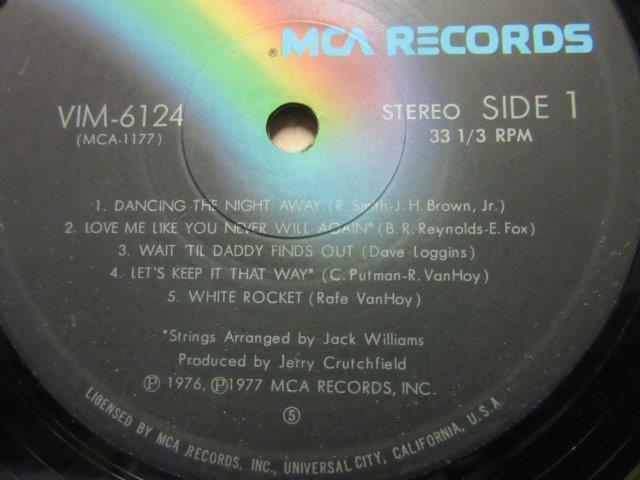 ®MCA RECORDS
VIM-6124 STEREO SIDE 1
(MCA-1177) 33 1/3 RPM
1. DANCING THE NIGHT AWAY (R. Smith-J. H. Brown, Jr.)
2. LOVE ME LIKE YOU NEVER WILL AGAIN* (B. R. Reynolds-E. Fox)
3. WAIT 'TIL DADDY FINDS OUT (Dave Loggins)
4. LET'S KEEP IT THAT WAY* (C. Putman-R. VanHoy)
5. WHITE ROCKET (Rafe VanHoy)
*Strings Arranged by Jack Williams
Produced by Jerry Crutchfield
Ⓟ 1976, Ⓟ1977 MCA RECORDS, INC.
⑤
LICENSED BY MCA RECORDS, INC., UNIVERSAL CITY, CALIFORNIA, U.S.A.